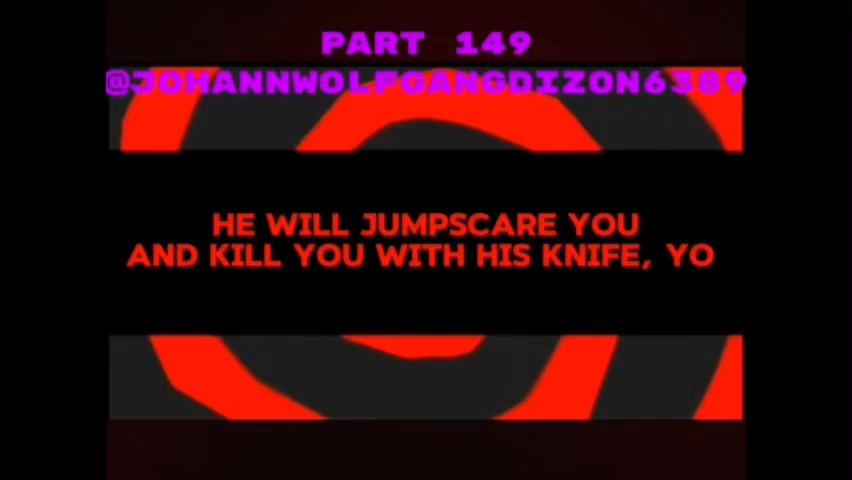 PART 149
@JOHANNWOLFGANGDIZON6389
HE WILL JUMPSCARE YOU
AND KILL YOU WITH HIS KNIFE, YO